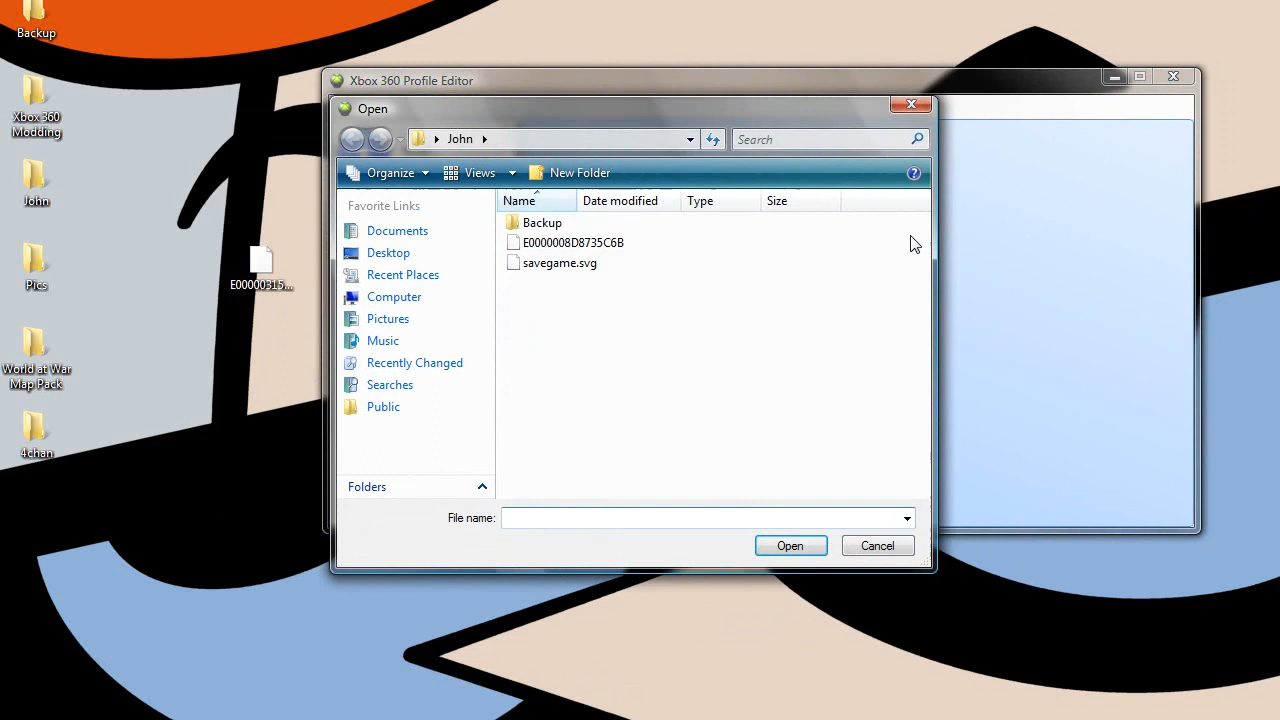 Backup
Xbox 360
Modding
John
Pics
World at War
Map Pack
4chan
E00000315...
Xbox 360 Profile Editor
Open
John
Search
Organize
Views
New Folder
Favorite Links
Documents
Desktop
Recent Places
Computer
Pictures
Music
Recently Changed
Searches
Public
Folders
Name
Date modified
Type
Size
Backup
E0000008D8735C6B
savegame.svg
File name:
Open
Cancel